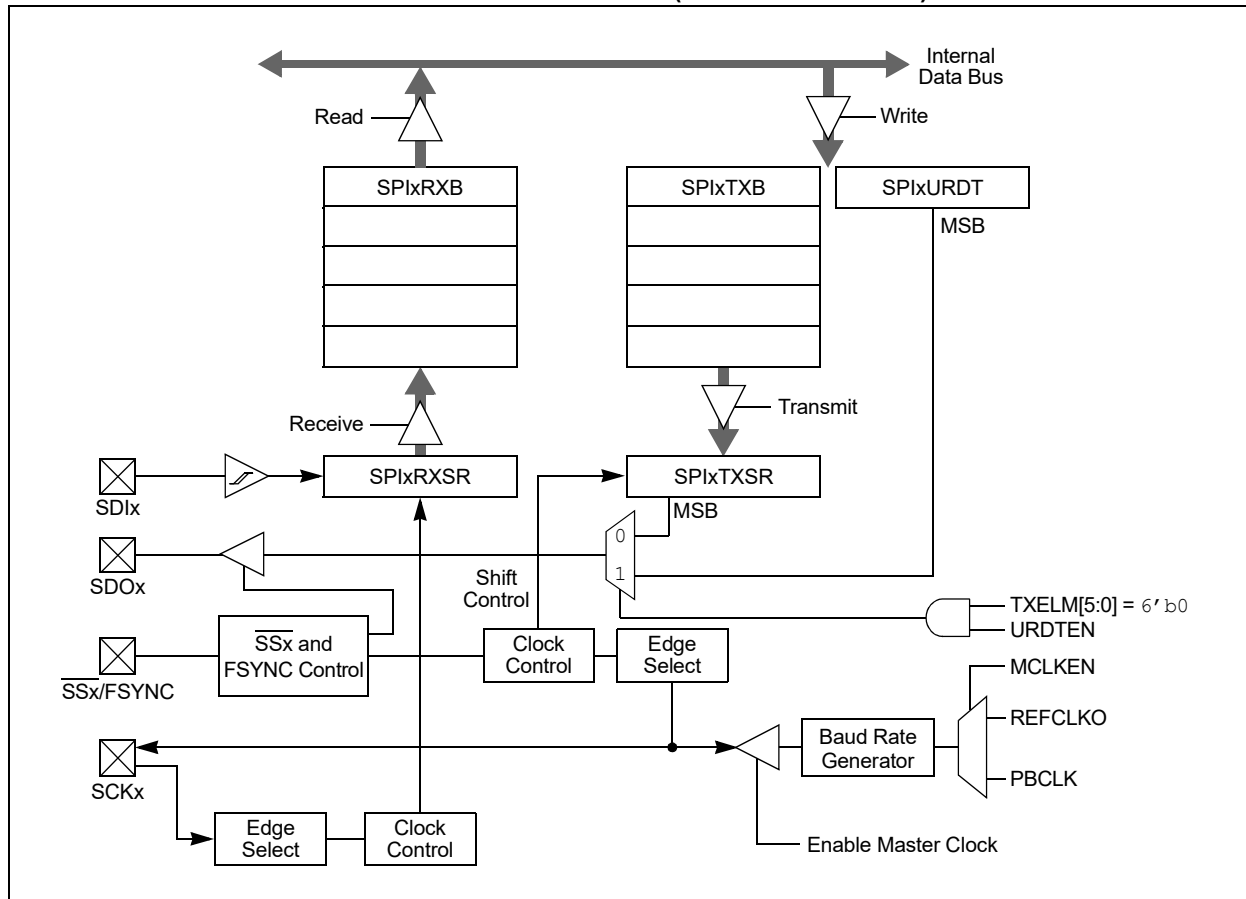 Internal
Data Bus
Read
Write
SPIxRXB
SPIxTXB
SPIxURDT
MSB
Receive
Transmit
SPIxRXSR
SPIxTXSR
SDIx
MSB
0
SDOx
1
Shift
Control
TXELM[5:0] = 6'b0
URDTEN
SSx and
FSYNC Control
Clock
Control
Edge
Select
MCLKEN
SSx/FSYNC
REFCLKO
Baud Rate
Generator
PBCLK
SCKx
Edge
Select
Clock
Control
Enable Master Clock